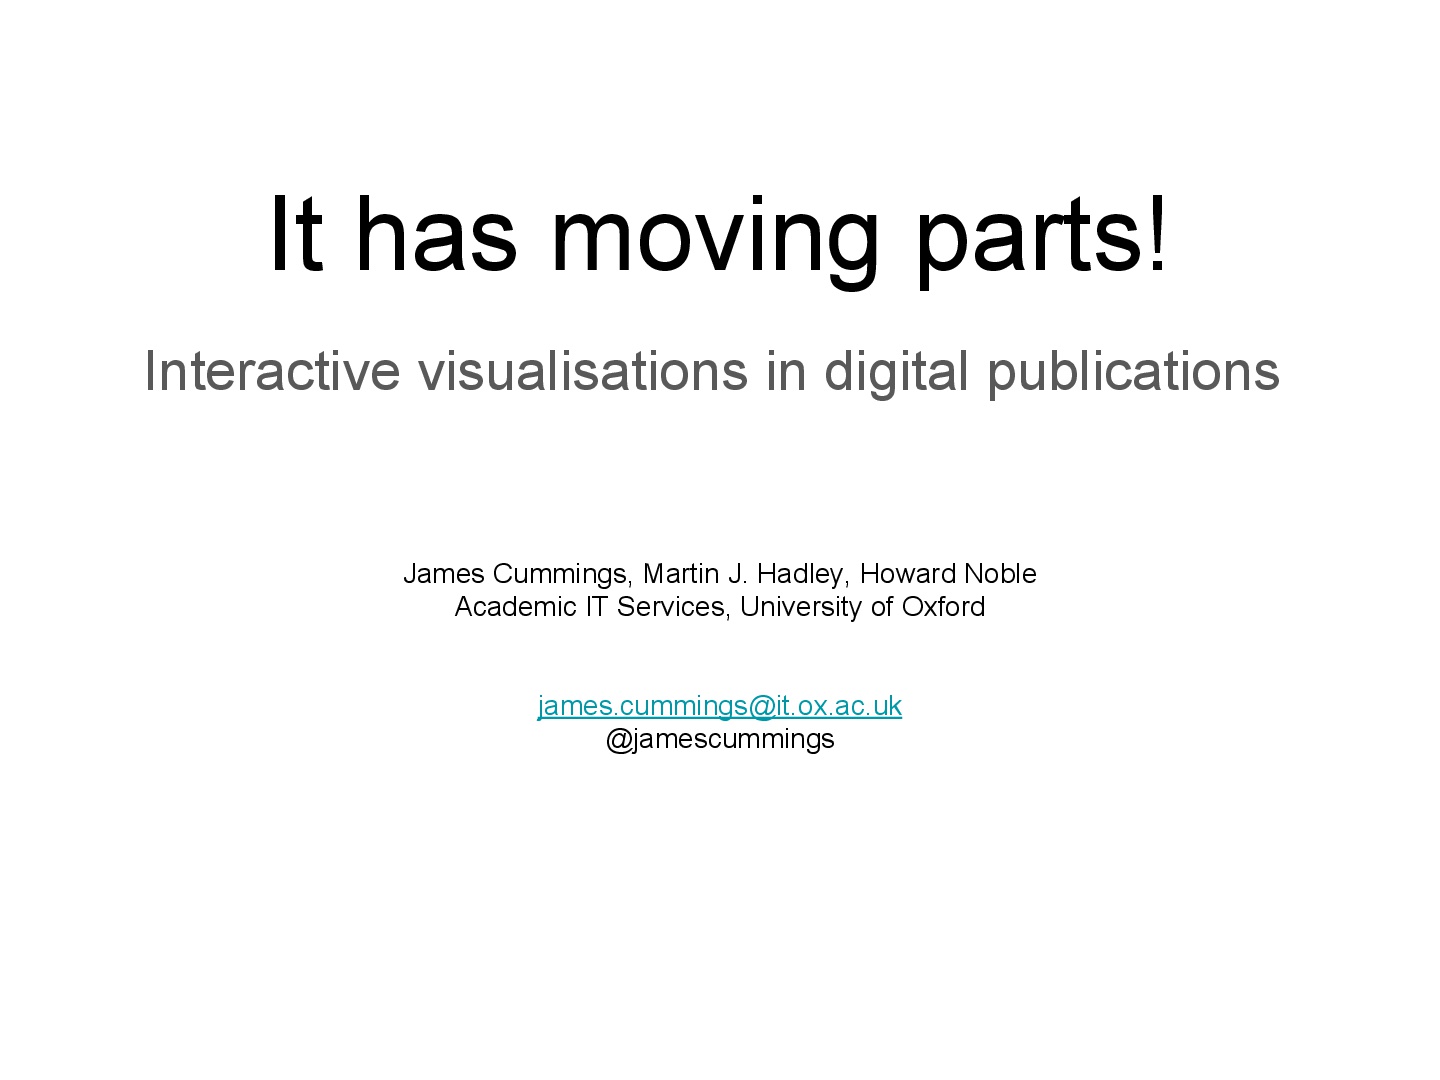 It has moving parts!
Interactive visualisations in digital publications
James Cummings, Martin J. Hadley, Howard Noble
Academic IT Services, University of Oxford
james.cummings@it.ox.ac.uk
@jamescummings